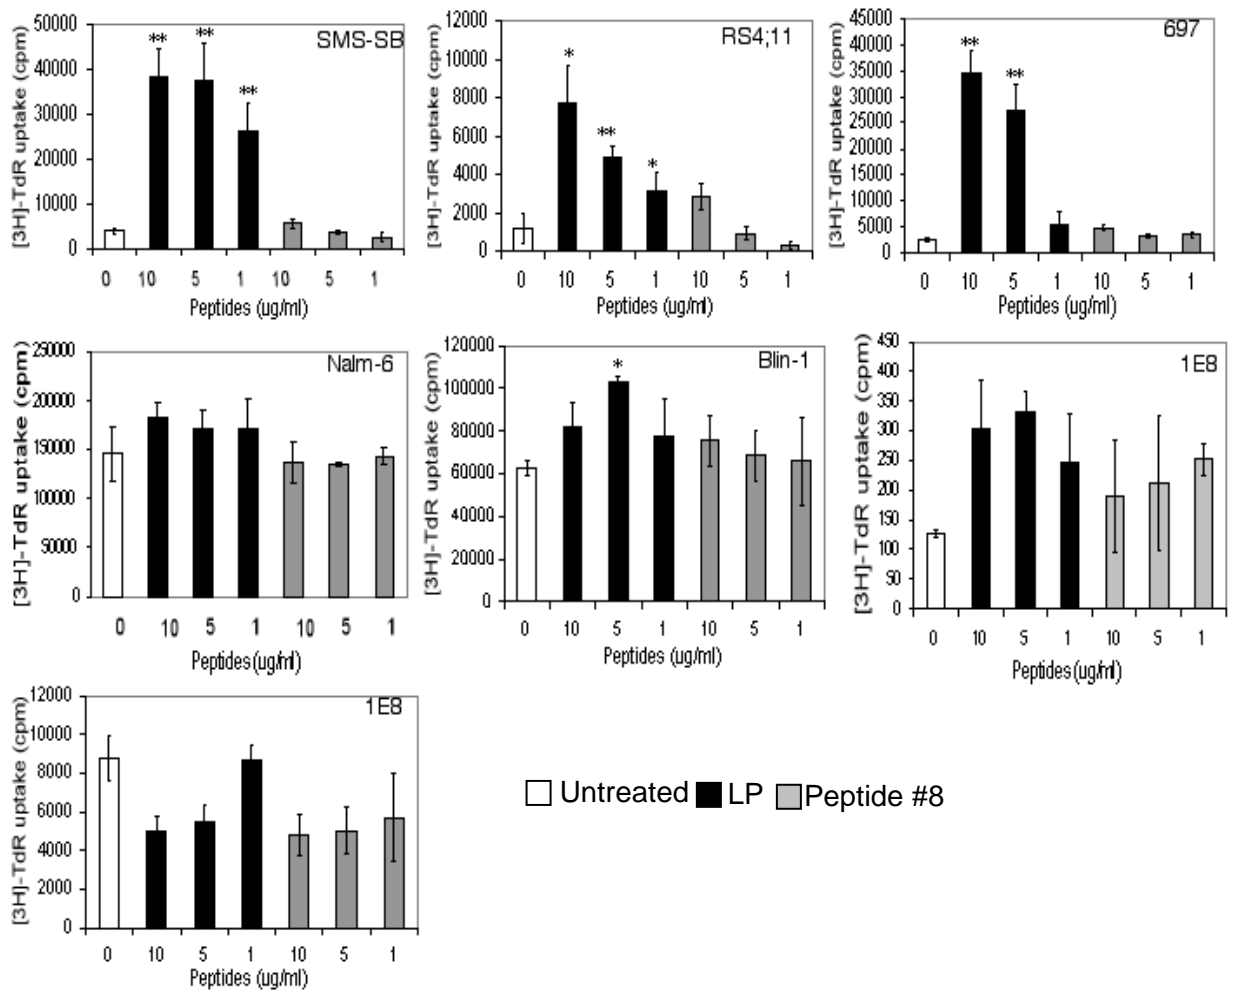 [3H]-TdR uptake (cpm)
50000
40000
30000
20000
10000
0
SMS-SB
** ** **
0 10 5 1 10 5 1
Peptides (ug/ml)
[3H]-TdR uptake (cpm)
12000
10000
8000
6000
4000
2000
0
RS4;11
* ** *
0 10 5 1 10 5 1
Peptides (ug/ml)
[3H]-TdR uptake (cpm)
45000
40000
35000
30000
25000
20000
15000
10000
5000
0
697
** **
0 10 5 1 10 5 1
Peptides (ug/ml)
[3H]-TdR uptake (cpm)
25000
20000
15000
10000
5000
0
Nalm-6
0 10 5 1 10 5 1
Peptides (ug/ml)
[3H]-TdR uptake (cpm)
120000
100000
80000
60000
40000
20000
0
Blin-1
*
0 10 5 1 10 5 1
Peptides (ug/ml)
[3H]-TdR uptake (cpm)
450
400
350
300
250
200
150
100
50
0
1E8
0 10 5 1 10 5 1
Peptides (ug/ml)
[3H]-TdR uptake (cpm)
12000
10000
8000
6000
4000
2000
0
1E8
0 10 5 1 10 5 1
Peptides (ug/ml)
Untreated LP Peptide #8